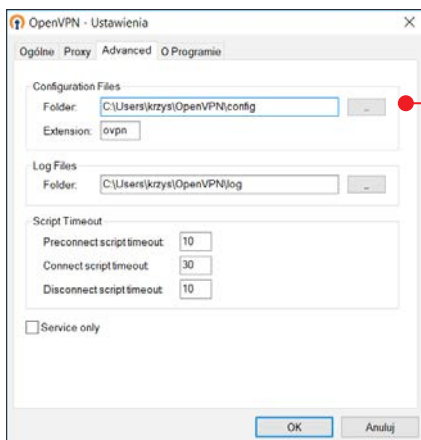 OpenVPN - Ustawienia
Ogólne Proxy Advanced O Programie
Configuration Files
Folder: C:\Users\krzys\OpenVPN\config ...
Extension: ovpn
Log Files
Folder: C:\Users\krzys\OpenVPN\log ...
Script Timeout
Preconnect script timeout: 10
Connect script timeout: 30
Disconnect script timeout: 10
Service only
OK Anuluj